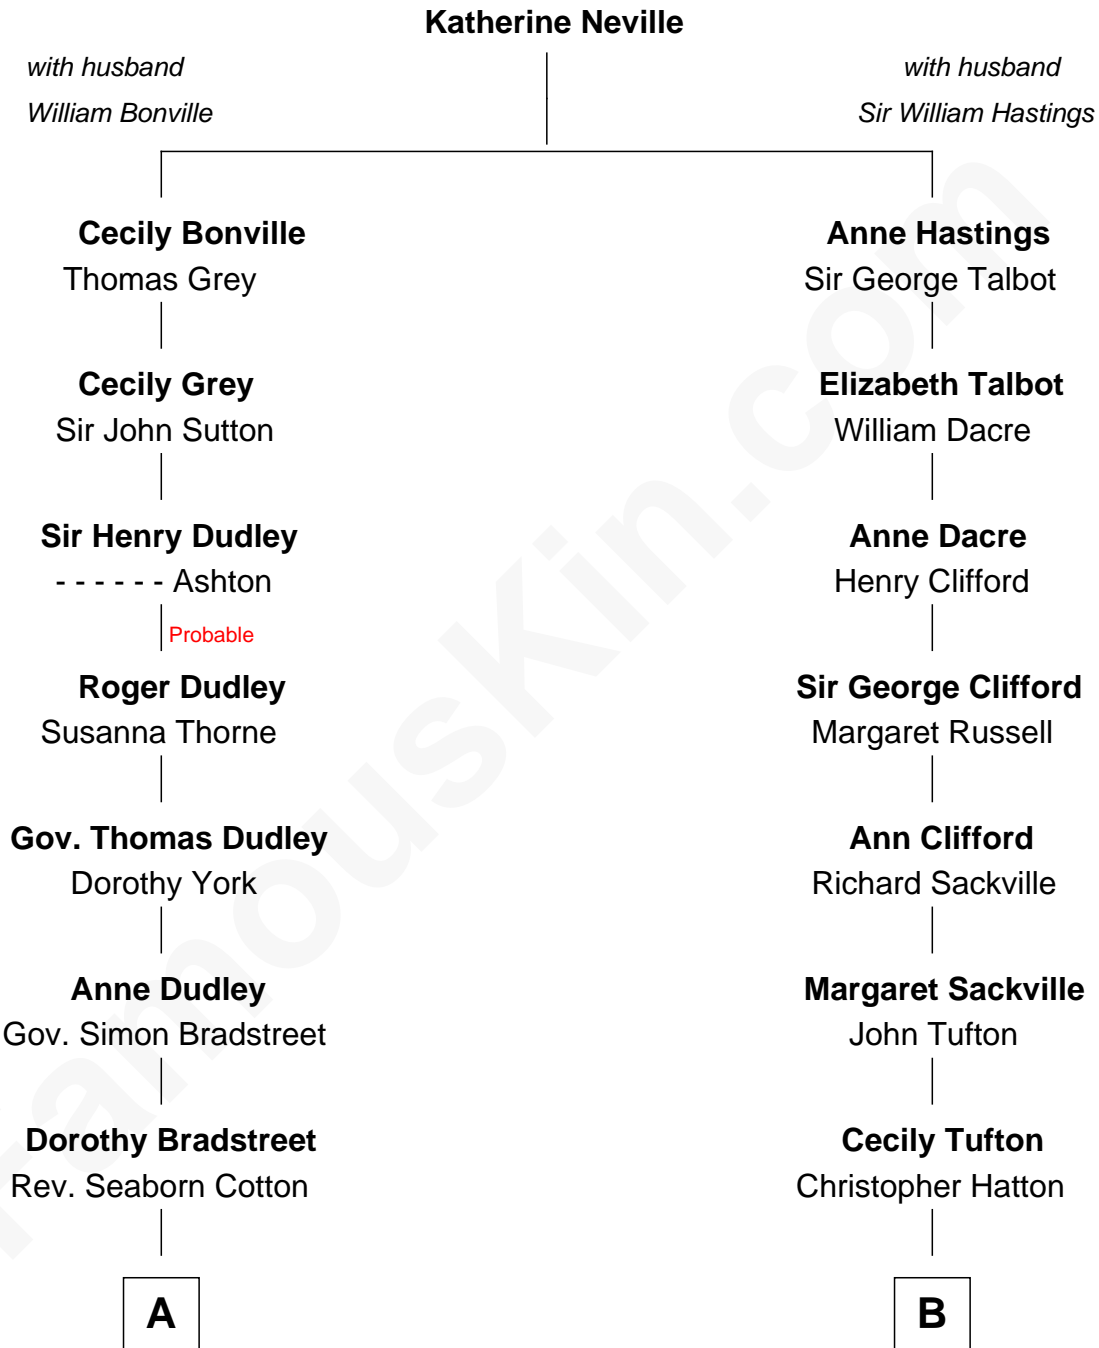 Katherine Neville
with husband
William Bonville
with husband
Sir William Hastings
Cecily Bonville
Thomas Grey
Anne Hastings
Sir George Talbot
Cecily Grey
Sir John Sutton
Elizabeth Talbot
William Dacre
Sir Henry Dudley
- - - - - - Ashton
Anne Dacre
Henry Clifford
Probable
Roger Dudley
Susanna Thorne
Sir George Clifford
Margaret Russell
Gov. Thomas Dudley
Dorothy York
Ann Clifford
Richard Sackville
Anne Dudley
Gov. Simon Bradstreet
Margaret Sackville
John Tufton
Dorothy Bradstreet
Rev. Seaborn Cotton
Cecily Tufton
Christopher Hatton
A
B
FamousKin.com